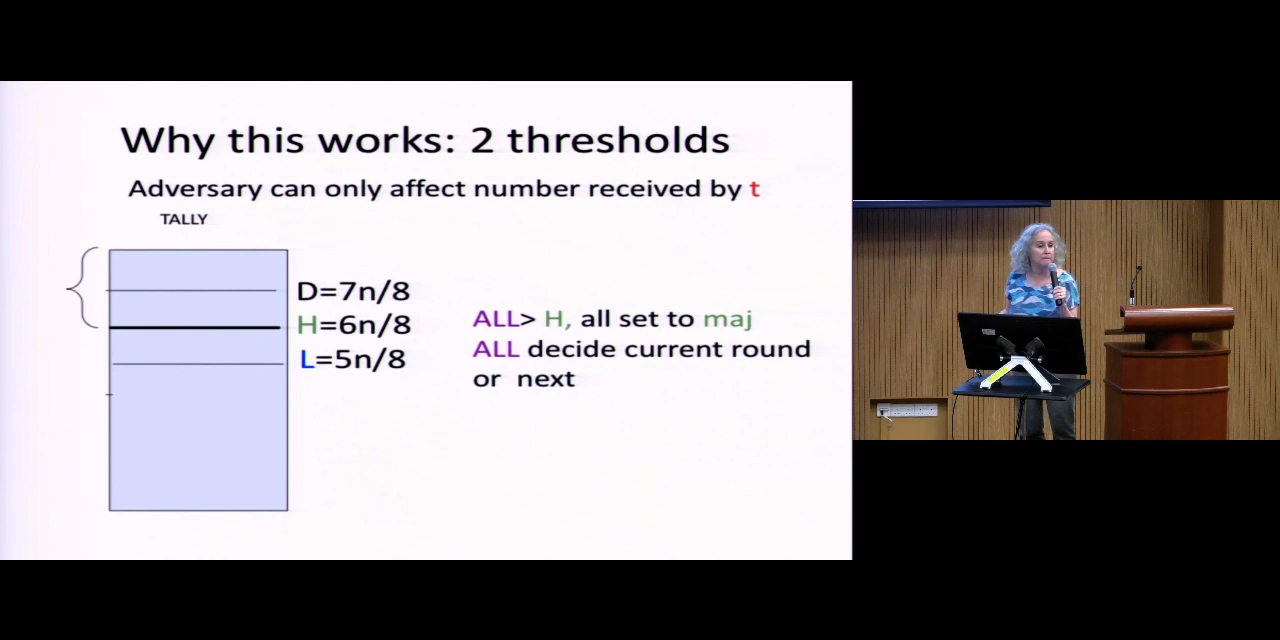 Why this works: 2 thresholds
Adversary can only affect number received by t
TALLY
D=7n/8
H=6n/8
L=5n/8
ALL> H, all set to maj
ALL decide current round
or next